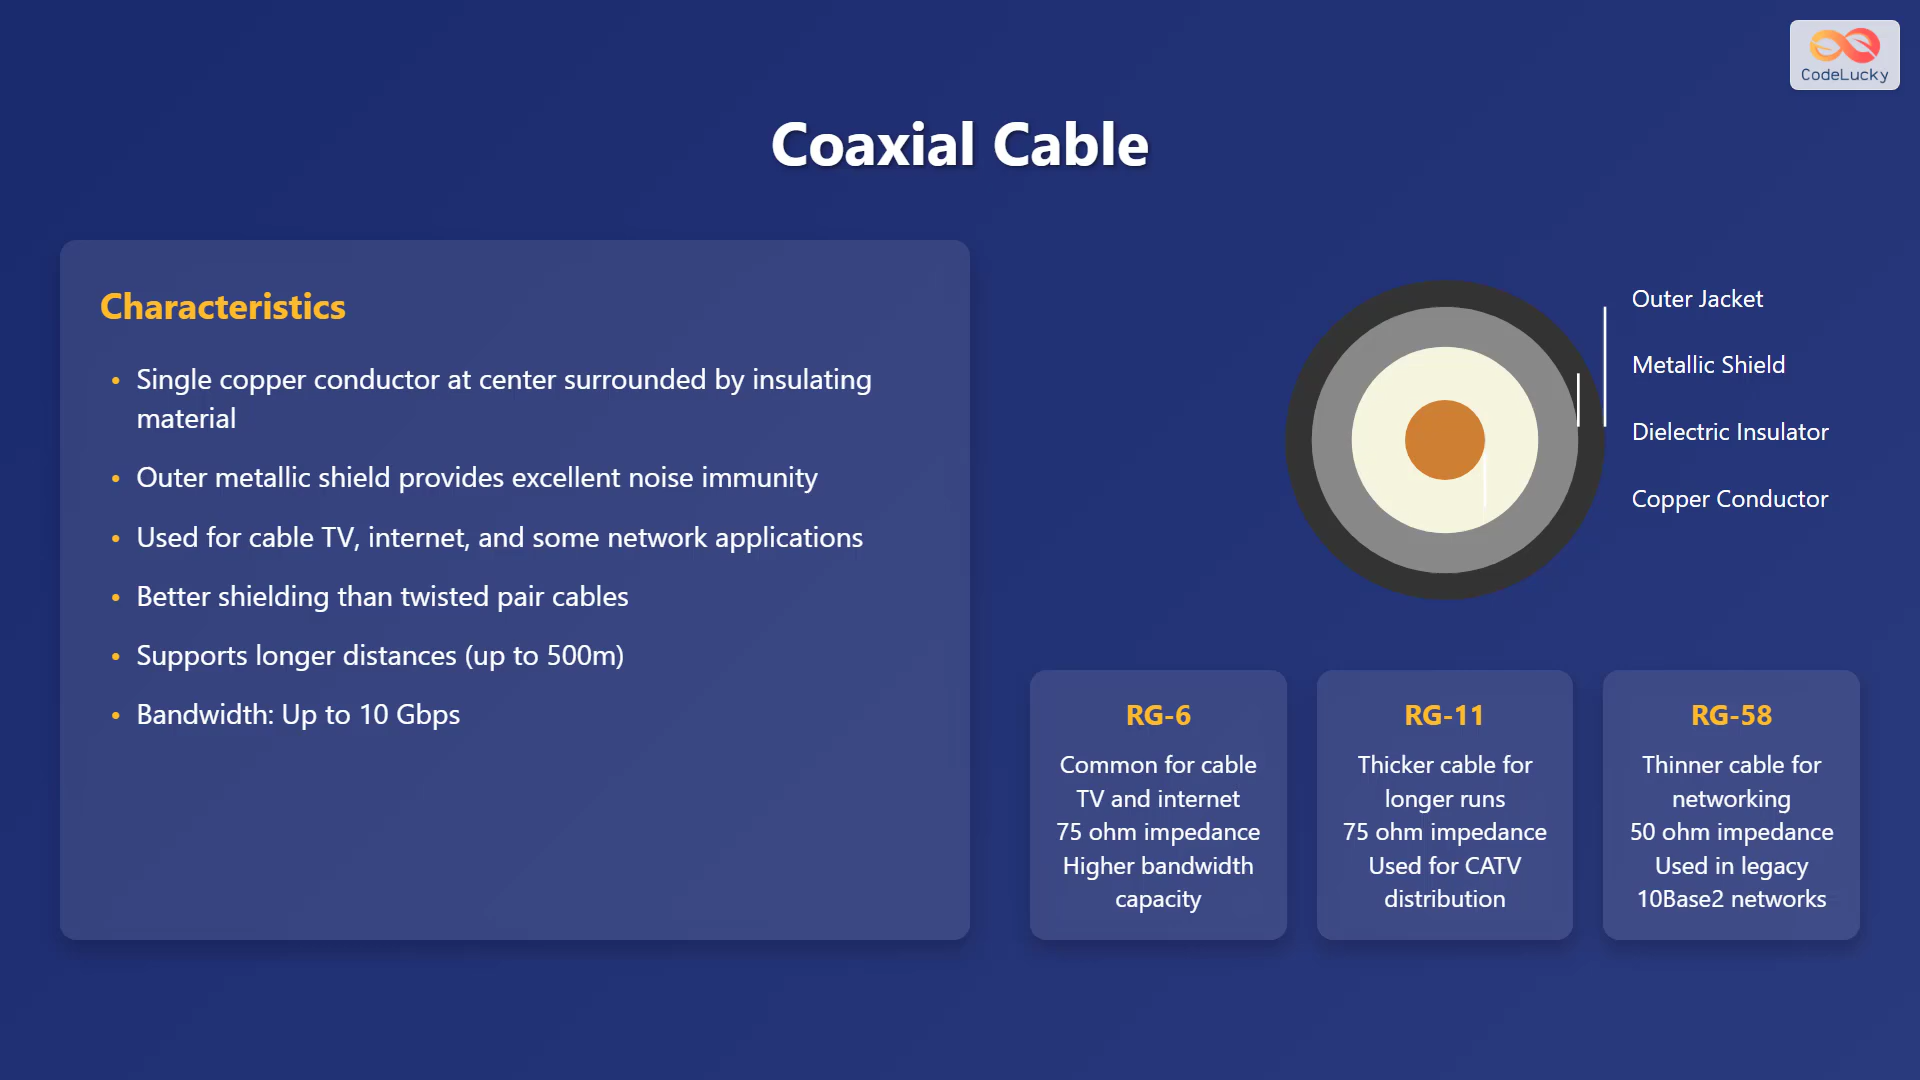 CodeLucky
Coaxial Cable
Characteristics
• Single copper conductor at center surrounded by insulating
material
• Outer metallic shield provides excellent noise immunity
• Used for cable TV, internet, and some network applications
• Better shielding than twisted pair cables
• Supports longer distances (up to 500m)
• Bandwidth: Up to 10 Gbps
Outer Jacket
Metallic Shield
Dielectric Insulator
Copper Conductor
RG-6
Common for cable
TV and internet
75 ohm impedance
Higher bandwidth
capacity
RG-11
Thicker cable for
longer runs
75 ohm impedance
Used for CATV
distribution
RG-58
Thinner cable for
networking
50 ohm impedance
Used in legacy
10Base2 networks